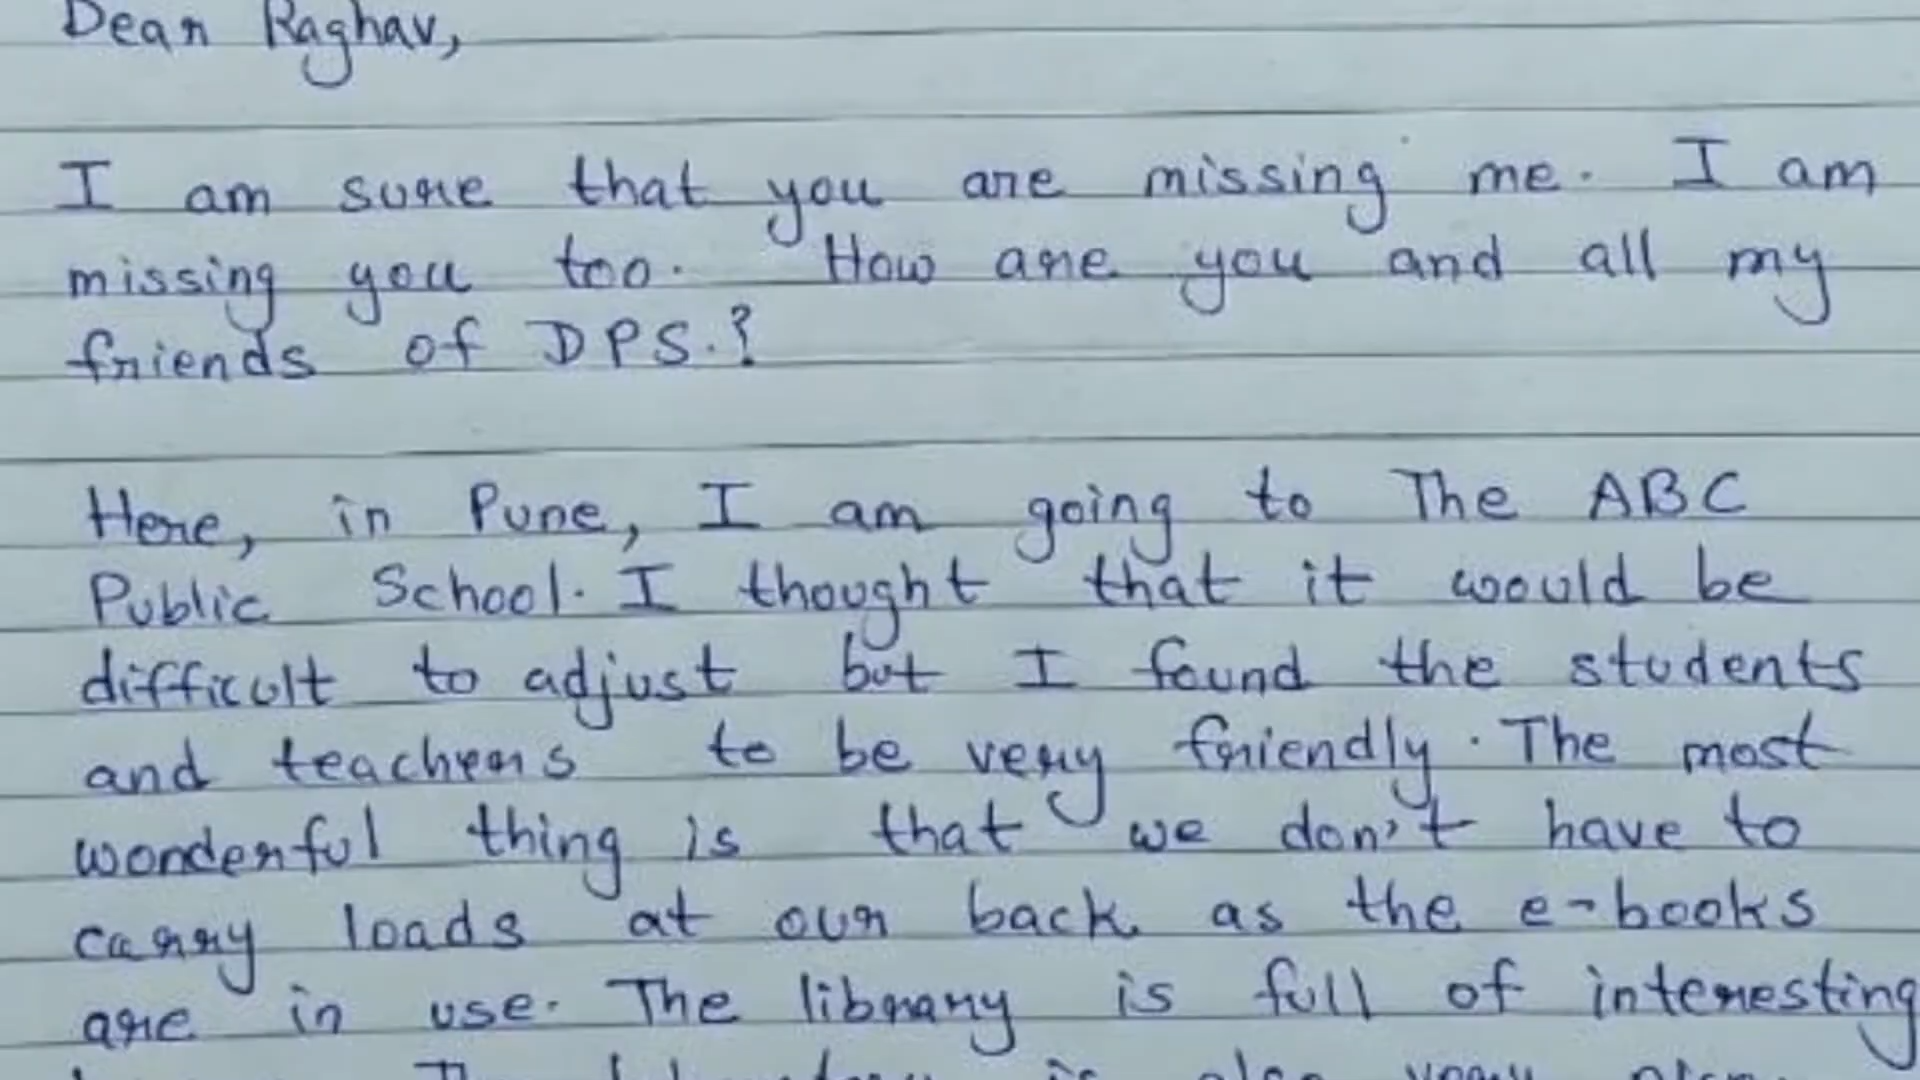 Dear Raghav,
I am sure that you are missing me. I am
missing you too. How are you and all my
friends of DPS.?
Here, in Pune, I am going to The ABC
Public School. I thought that it would be
difficult to adjust but I found the students
and teachers to be very friendly. The most
wonderful thing is that we don't have to
carry loads at our back as the e-books
are in use. The library is full of interesting
is also very